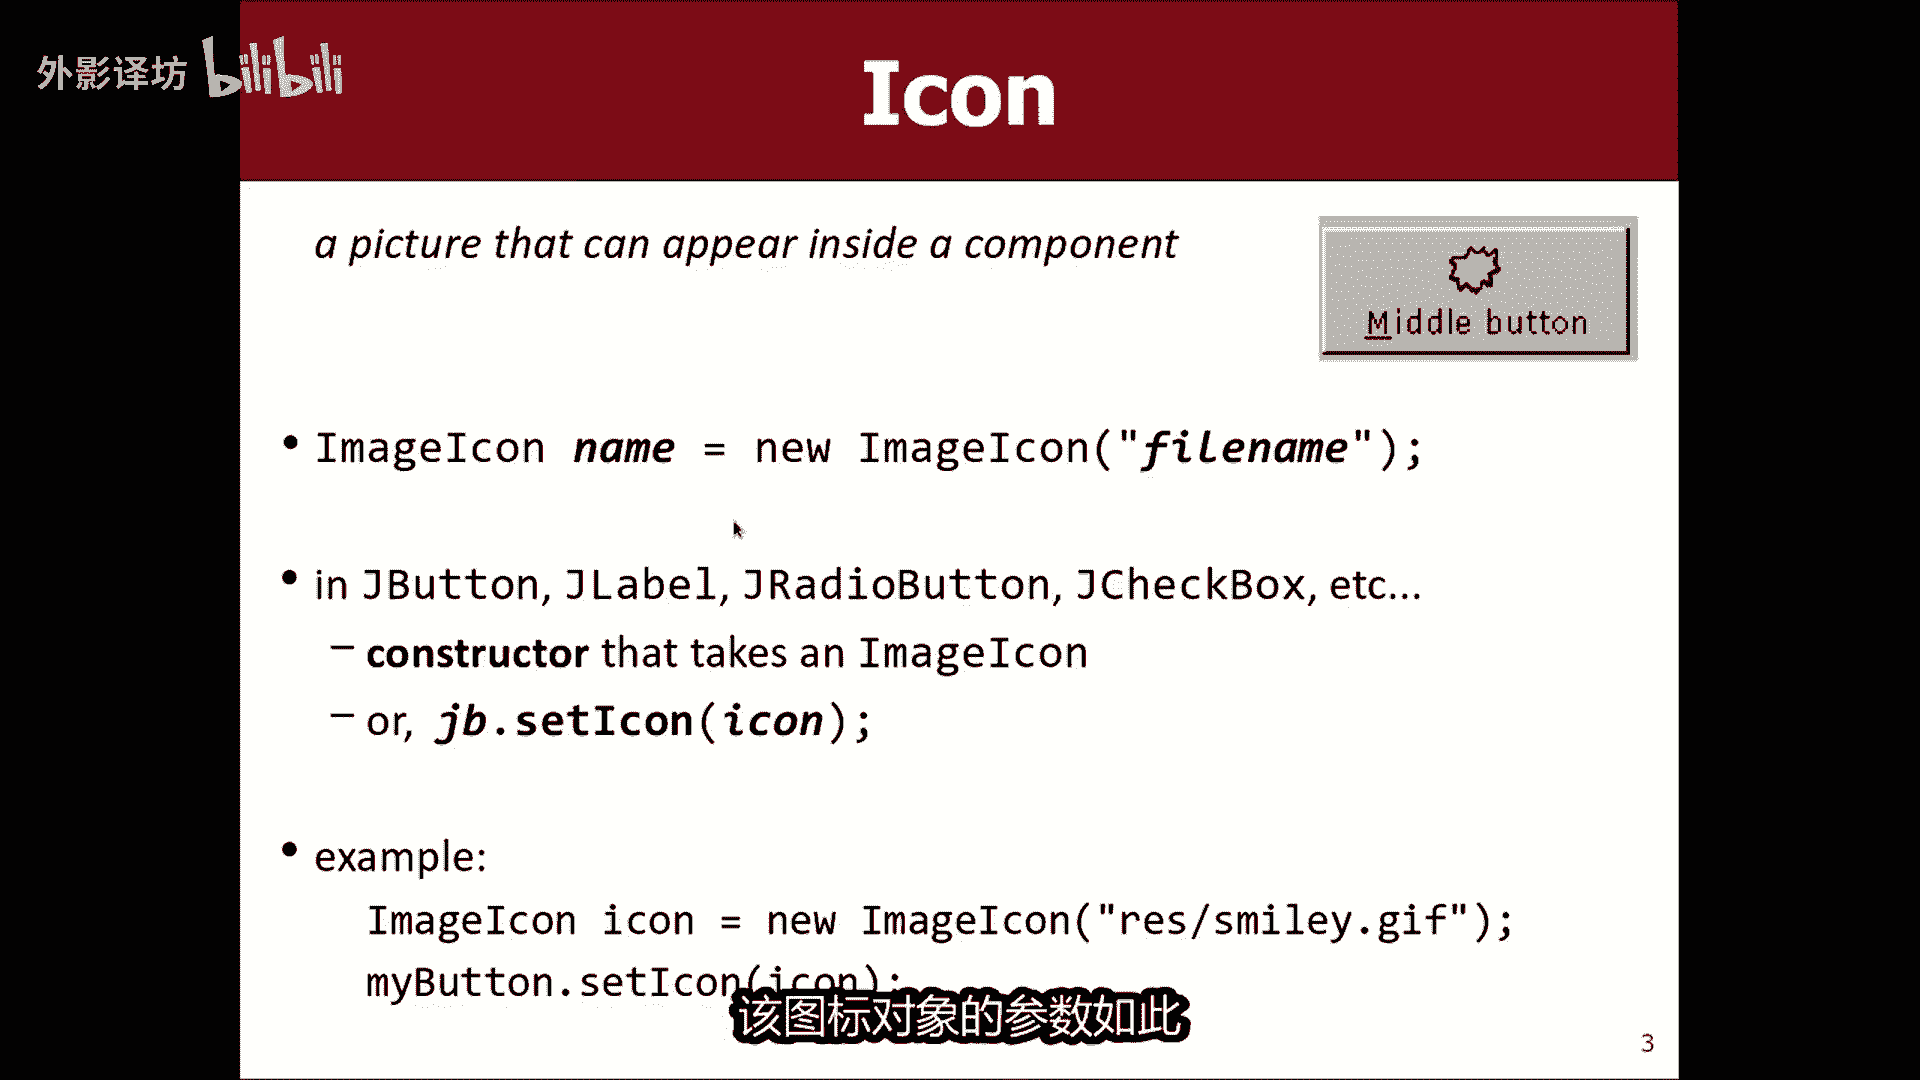 外影译坊 bilibili
Icon
a picture that can appear inside a component
Middle button
• ImageIcon name = new ImageIcon("filename");
• in JButton, JLabel, JRadioButton, JCheckBox, etc...
– constructor that takes an ImageIcon
– or, jb.setIcon(icon);
• example:
ImageIcon icon = new ImageIcon("res/smiley.gif");
myButton.setIcon(icon);
该图标对象的参数如此
3